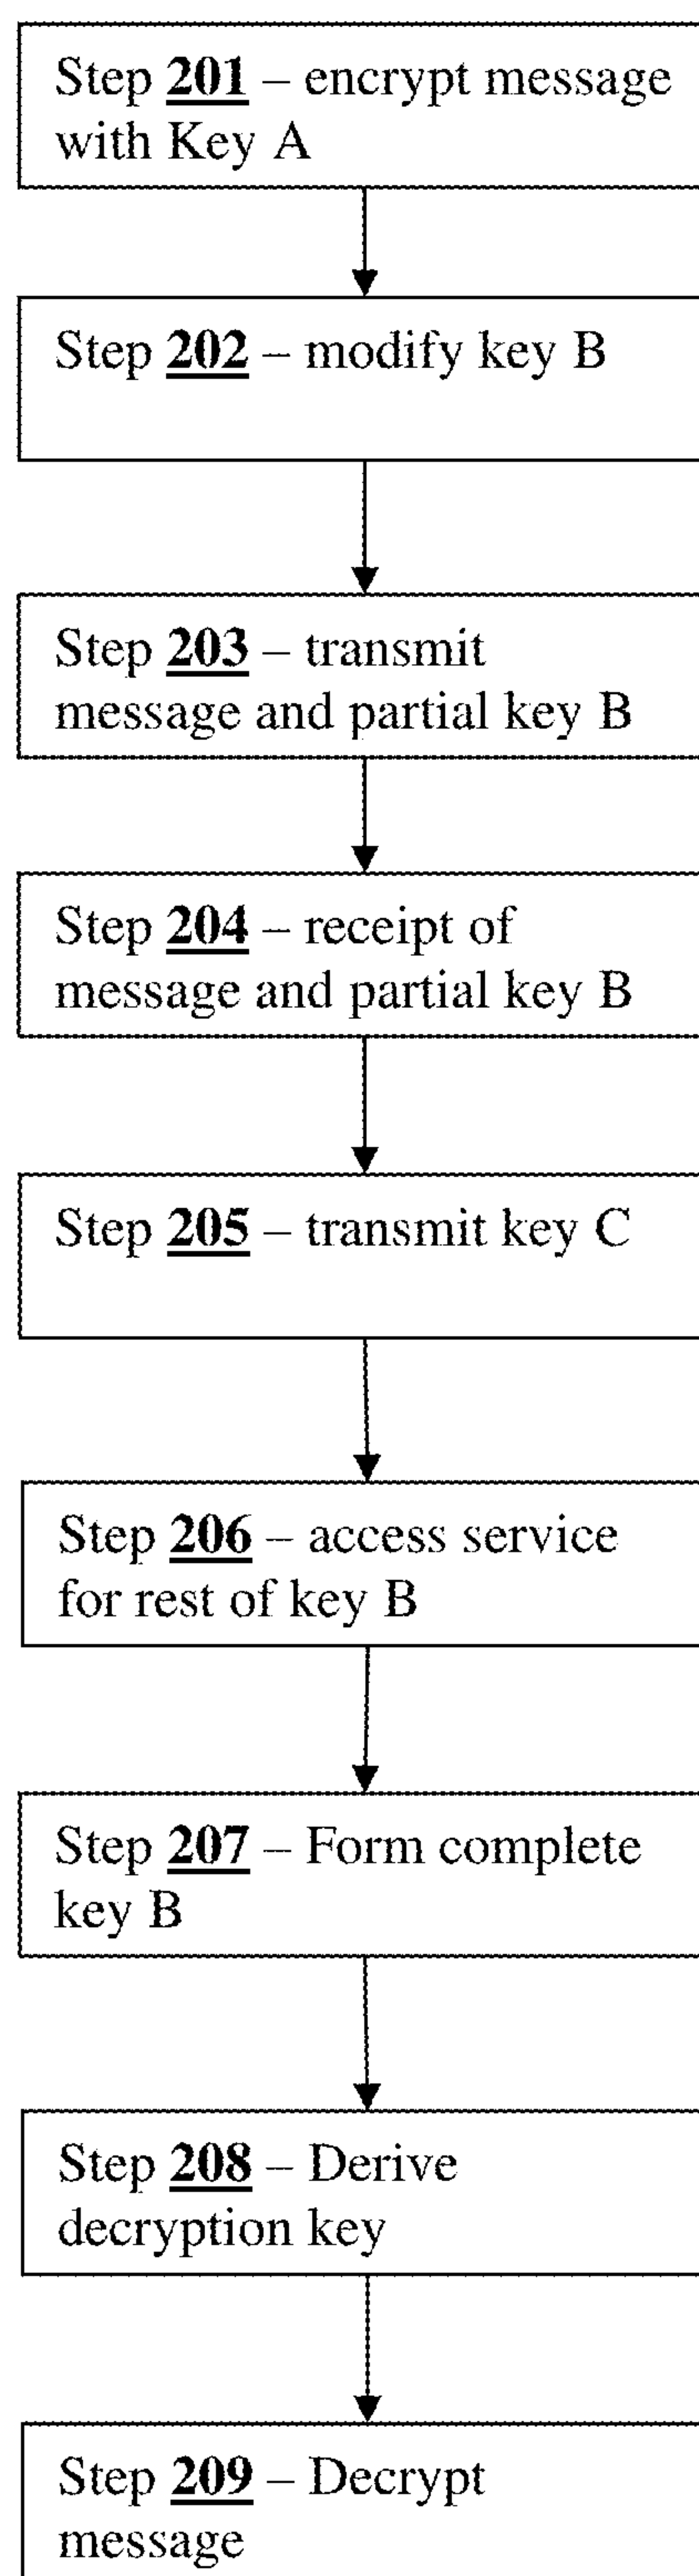 Step 201 – encrypt message
with Key A
Step 202 – modify key B
Step 203 – transmit
message and partial key B
Step 204 – receipt of
message and partial key B
Step 205 – transmit key C
Step 206 – access service
for rest of key B
Step 207 – Form complete
key B
Step 208 – Derive
decryption key
Step 209 – Decrypt
message